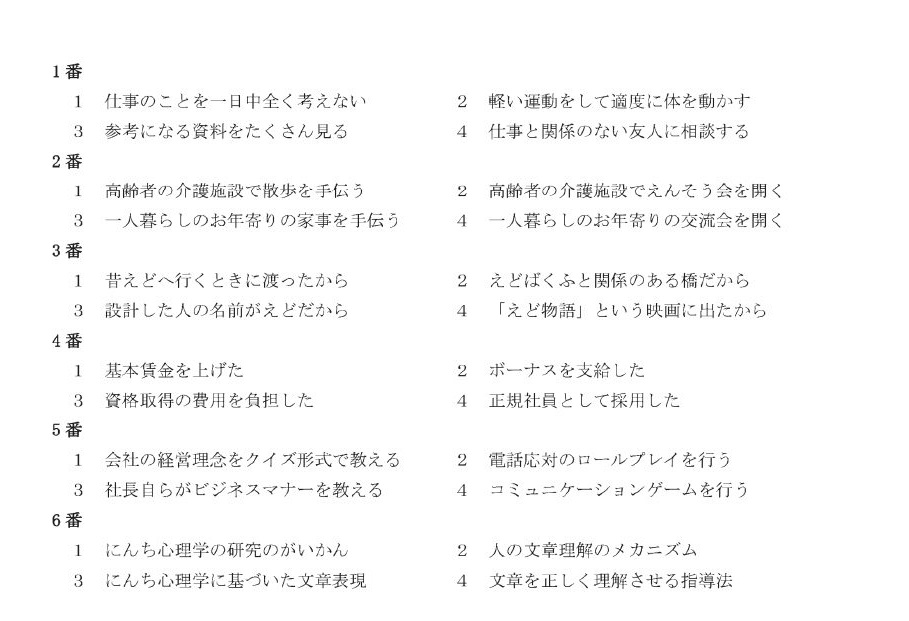 1番
1 仕事のことを一日中全く考えない 2 軽い運動をして適度に体を動かす
3 参考になる資料をたくさん見る 4 仕事と関係のない友人に相談する
2番
1 高齢者の介護施設で散歩を手伝う 2 高齢者の介護施設でえんそう会を開く
3 一人暮らしのお年寄りの家事を手伝う 4 一人暮らしのお年寄りの交流会を開く
3番
1 昔えどへ行くときに渡ったから 2 えどばくふと関係のある橋だから
3 設計した人の名前がえどだから 4 「えど物語」という映画に出たから
4番
1 基本賃金を上げた 2 ボーナスを支給した
3 資格取得の費用を負担した 4 正規社員として採用した
5番
1 会社の経営理念をクイズ形式で教える 2 電話応対のロールプレイを行う
3 社長自らがビジネスマナーを教える 4 コミュニケーションゲームを行う
6番
1 にんち心理学の研究のがいかん 2 人の文章理解のメカニズム
3 にんち心理学に基づいた文章表現 4 文章を正しく理解させる指導法